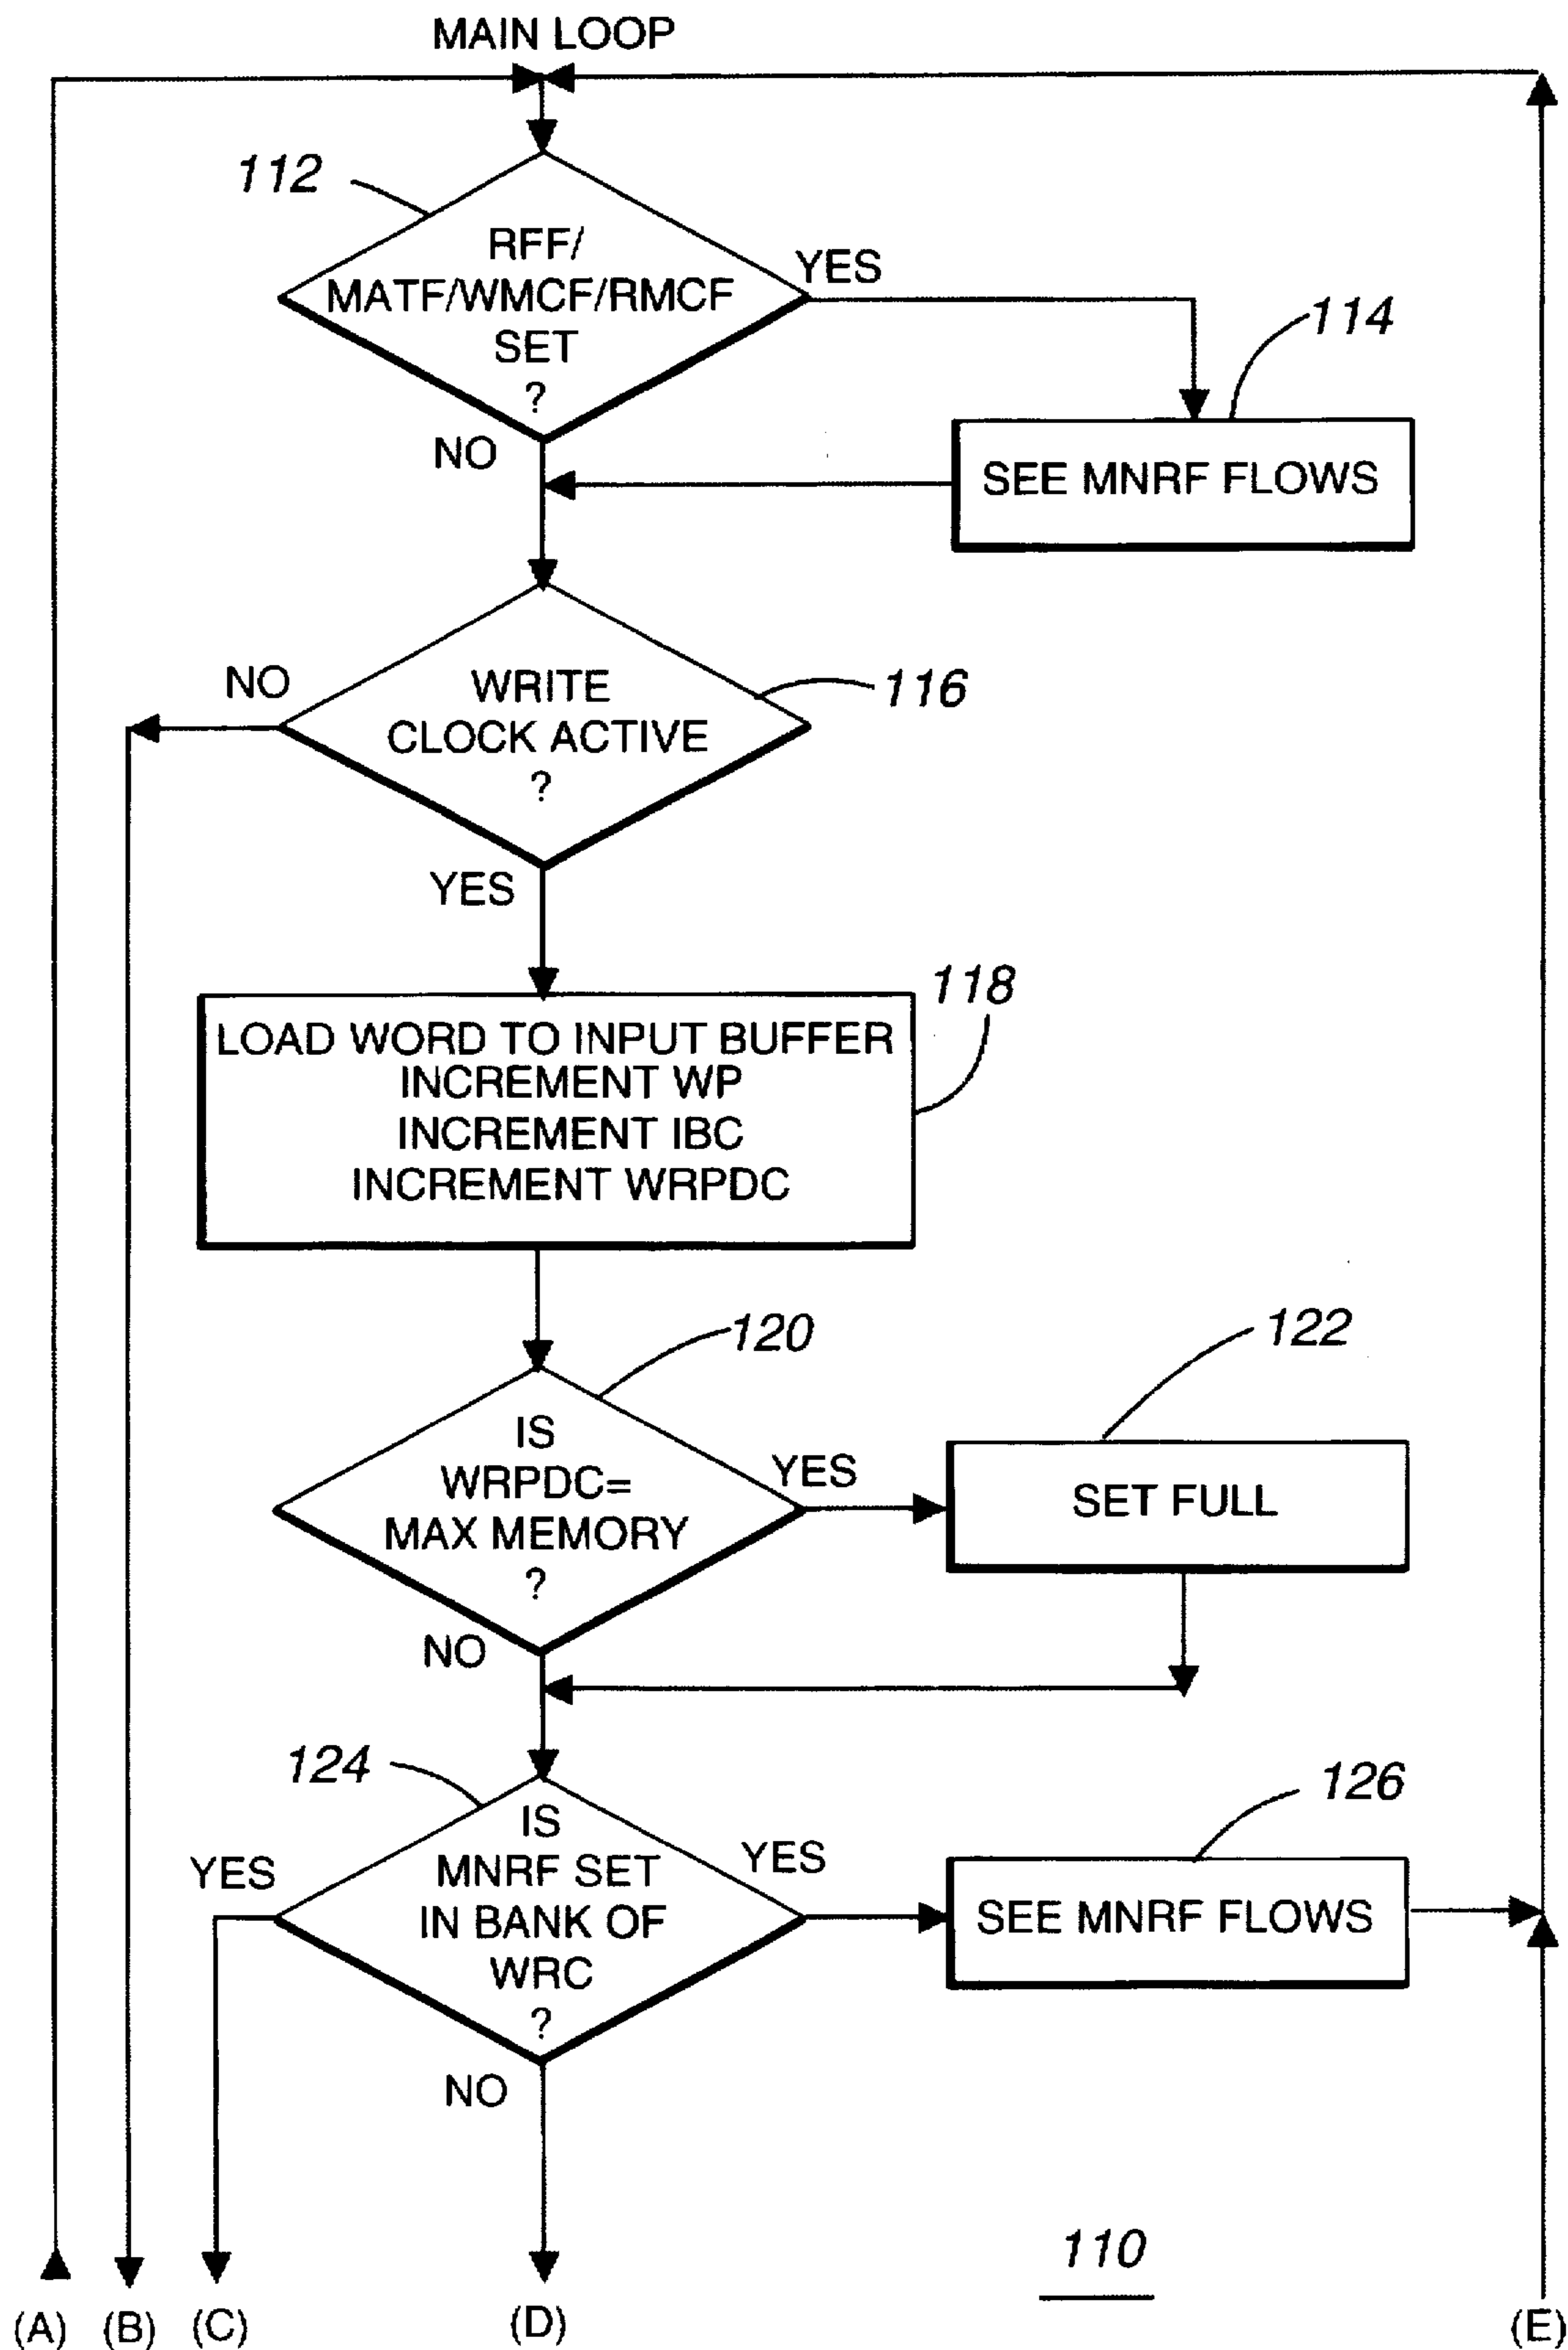 MAIN LOOP
112
RFF/
MATF/WMCF/RMCF
SET
?
YES
NO
114
SEE MNRF FLOWS
NO
WRITE
CLOCK ACTIVE
?
116
YES
118
LOAD WORD TO INPUT BUFFER
INCREMENT WP
INCREMENT IBC
INCREMENT WRPDC
120
IS
WRPDC=
MAX MEMORY
?
YES
NO
122
SET FULL
124
IS
MNRF SET
IN BANK OF
WRC
?
YES
YES
NO
126
SEE MNRF FLOWS
110
(A)
(B)
(C)
(D)
(E)